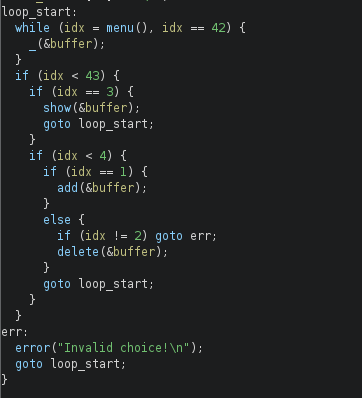 loop_start:
  while (idx = menu(), idx == 42) {
    _(&buffer);
  }
  if (idx < 43) {
    if (idx == 3) {
      show(&buffer);
      goto loop_start;
    }
    if (idx < 4) {
      if (idx == 1) {
        add(&buffer);
      }
      else {
        if (idx != 2) goto err;
        delete(&buffer);
      }
      goto loop_start;
    }
  }
err:
  error("Invalid choice!\n");
  goto loop_start;
}